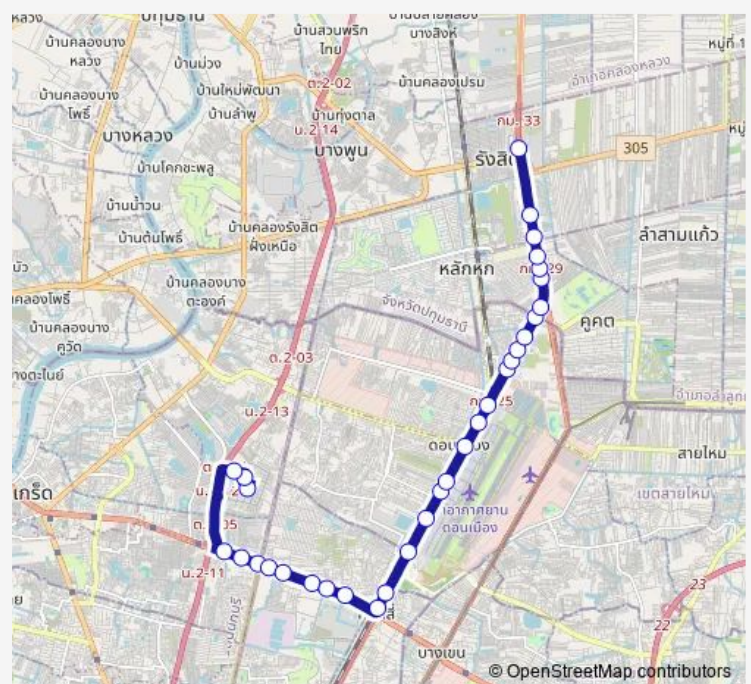 บ้านสวนพริก
ไทย
บางสิงห์
หมู่ที่ 1
บ้านคลองบาง
หลวง
บ้านม่วง
ต.2-02
บ้านคลองเปรม
อำเภอคลองหลวง
บ้านคลองบาง
โพธิ์
บ้านใหม่พัฒนา
บ้านลำพู
บ้านทุ่งตาล
น.2-14
กม.33
บางหลวง
บางพูน
รังสิต
305
บ้านโคกชะพลู
บ้านน้ำวน
บ้านต้นโพธิ์
บ้านคลองรังสิต
ฝั่งเหนือ
ลำสามแก้ว
หลักหก
คลองโพธิ์
บ้านคลองบาง
ตะองค์
จังหวัดปทุมธานี
คูคต
บ้านคลองบาง
คูวัด
ต.2-03
น.2-13
สายไหม
เขตสายไหม
ท่าอากาศยาน
ดอนเมือง
น.2-11
23
22
บางเขน
© OpenStreetMap contributors